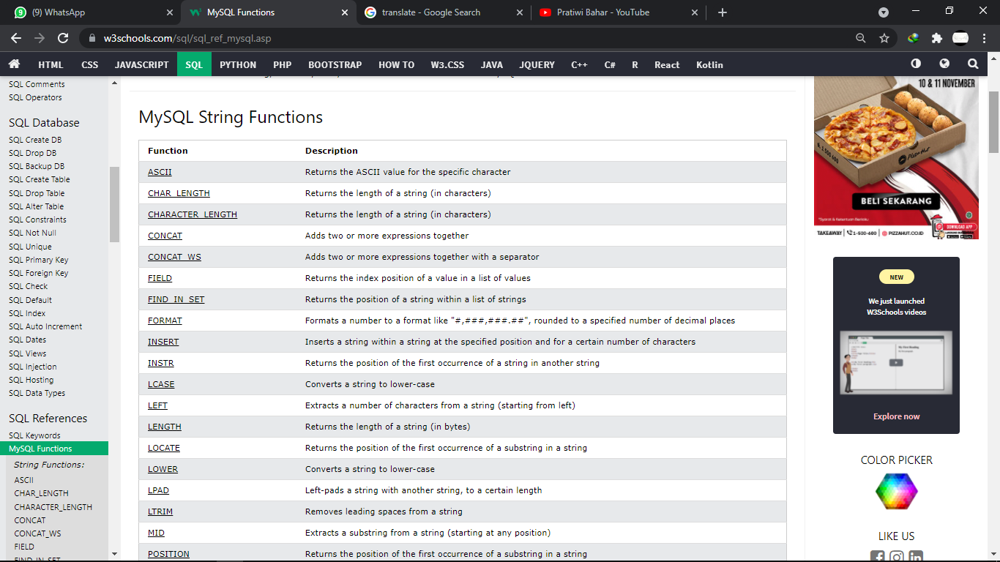 (9) WhatsApp
MySQL Functions
translate - Google Search
Pratiwi Bahar - YouTube
w3schools.com/sql/sql_ref_mysql.asp
HTML CSS JAVASCRIPT SQL PYTHON PHP BOOTSTRAP HOW TO W3.CSS JAVA JQUERY C++ C# R React Kotlin
SQL Comments
SQL Operators
SQL Database
SQL Create DB
SQL Drop DB
SQL Backup DB
SQL Create Table
SQL Drop Table
SQL Alter Table
SQL Constraints
SQL Not Null
SQL Unique
SQL Primary Key
SQL Foreign Key
SQL Check
SQL Default
SQL Index
SQL Auto Increment
SQL Dates
SQL Views
SQL Injection
SQL Hosting
SQL Data Types
SQL References
SQL Keywords
MySQL Functions
String Functions:
ASCII
CHAR_LENGTH
CHARACTER_LENGTH
CONCAT
CONCAT_WS
FIELD
FIND_IN_SET
MySQL String Functions
Function Description
ASCII Returns the ASCII value for the specific character
CHAR_LENGTH Returns the length of a string (in characters)
CHARACTER_LENGTH Returns the length of a string (in characters)
CONCAT Adds two or more expressions together
CONCAT_WS Adds two or more expressions together with a separator
FIELD Returns the index position of a value in a list of values
FIND_IN_SET Returns the position of a string within a list of strings
FORMAT Formats a number to a format like "#,###,###.##", rounded to a specified number of decimal places
INSERT Inserts a string within a string at the specified position and for a certain number of characters
INSTR Returns the position of the first occurrence of a string in another string
LCASE Converts a string to lower-case
LEFT Extracts a number of characters from a string (starting from left)
LENGTH Returns the length of a string (in bytes)
LOCATE Returns the position of the first occurrence of a substring in a string
LOWER Converts a string to lower-case
LPAD Left-pads a string with another string, to a certain length
LTRIM Removes leading spaces from a string
MID Extracts a substring from a string (starting at any position)
POSITION Returns the position of the first occurrence of a substring in a string
10 & 11 NOVEMBER
Pizza Hut
BELI SEKARANG
*Syarat & Ketentuan Berlaku
DOWNLOAD APP
TAKEAWAY 1-500-600 PIZZAHUT.CO.ID
NEW
We just launched
W3Schools videos
Explore now
COLOR PICKER
LIKE US